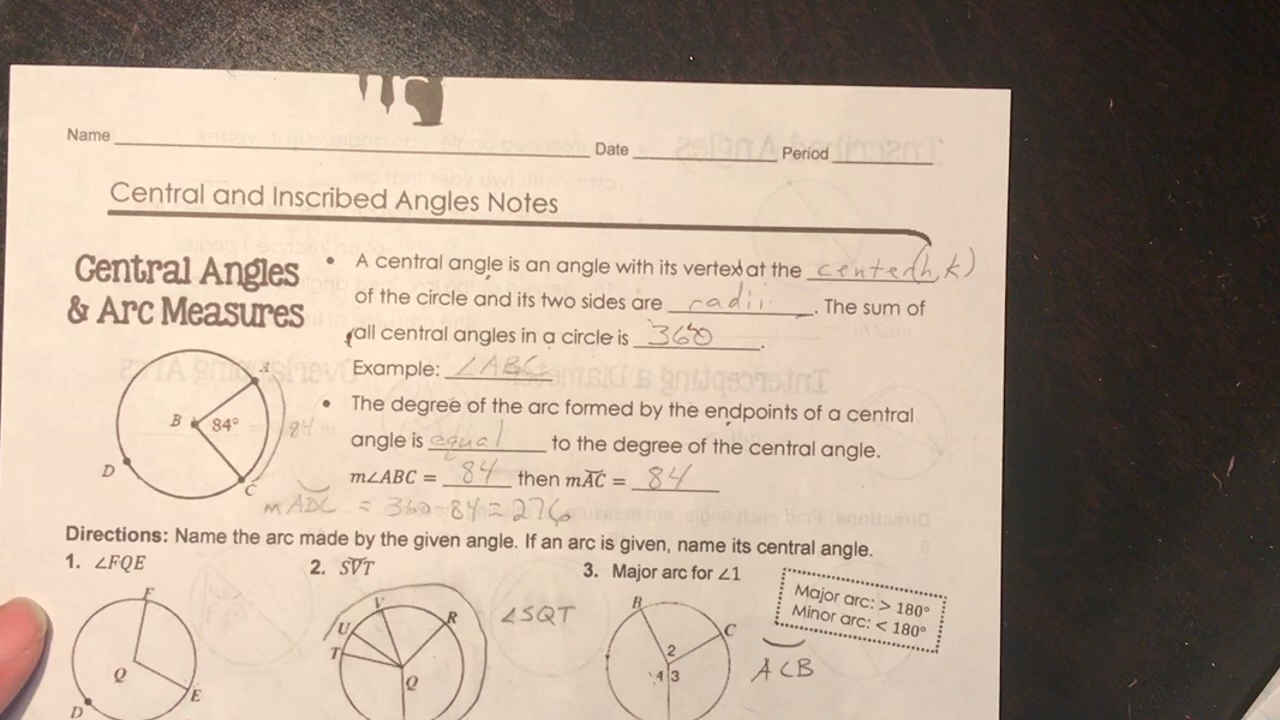 Name Date Period
Central and Inscribed Angles Notes
Central Angles
& Arc Measures
• A central angle is an angle with its vertex at the center (h,k)
of the circle and its two sides are radii. The sum of
all central angles in a circle is 360.
Example: ∠ABC
• The degree of the arc formed by the endpoints of a central
angle is equal to the degree of the central angle.
m∠ABC = 84 then mAC = 84
mADC = 360-84 = 276
B 84° 84
D
C
Directions: Name the arc made by the given angle. If an arc is given, name its central angle.
1. ∠FQE 2. SVT 3. Major arc for ∠1
Major arc: > 180°
Minor arc: < 180°
F
Q
E
D
V
U
R
T
Q
∠SQT
B
C
2
3
ACB